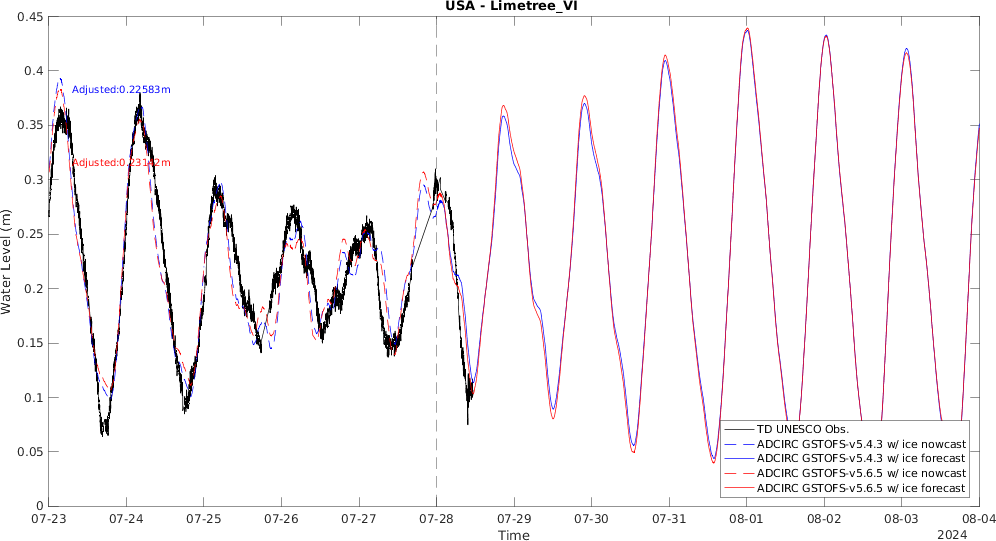 USA - Limetree_VI
0.45
0.4
0.35
0.3
0.25
0.2
0.15
0.1
0.05
0
Water Level (m)
Adjusted:0.22583m
TD UNESCO Obs.
ADCIRC GSTOFS-v5.4.3 w/ ice nowcast
ADCIRC GSTOFS-v5.4.3 w/ ice forecast
ADCIRC GSTOFS-v5.6.5 w/ ice nowcast
ADCIRC GSTOFS-v5.6.5 w/ ice forecast
07-23 07-24 07-25 07-26 07-27 07-28 07-29 07-30 07-31 08-01 08-02 08-03 08-04
Time
2024